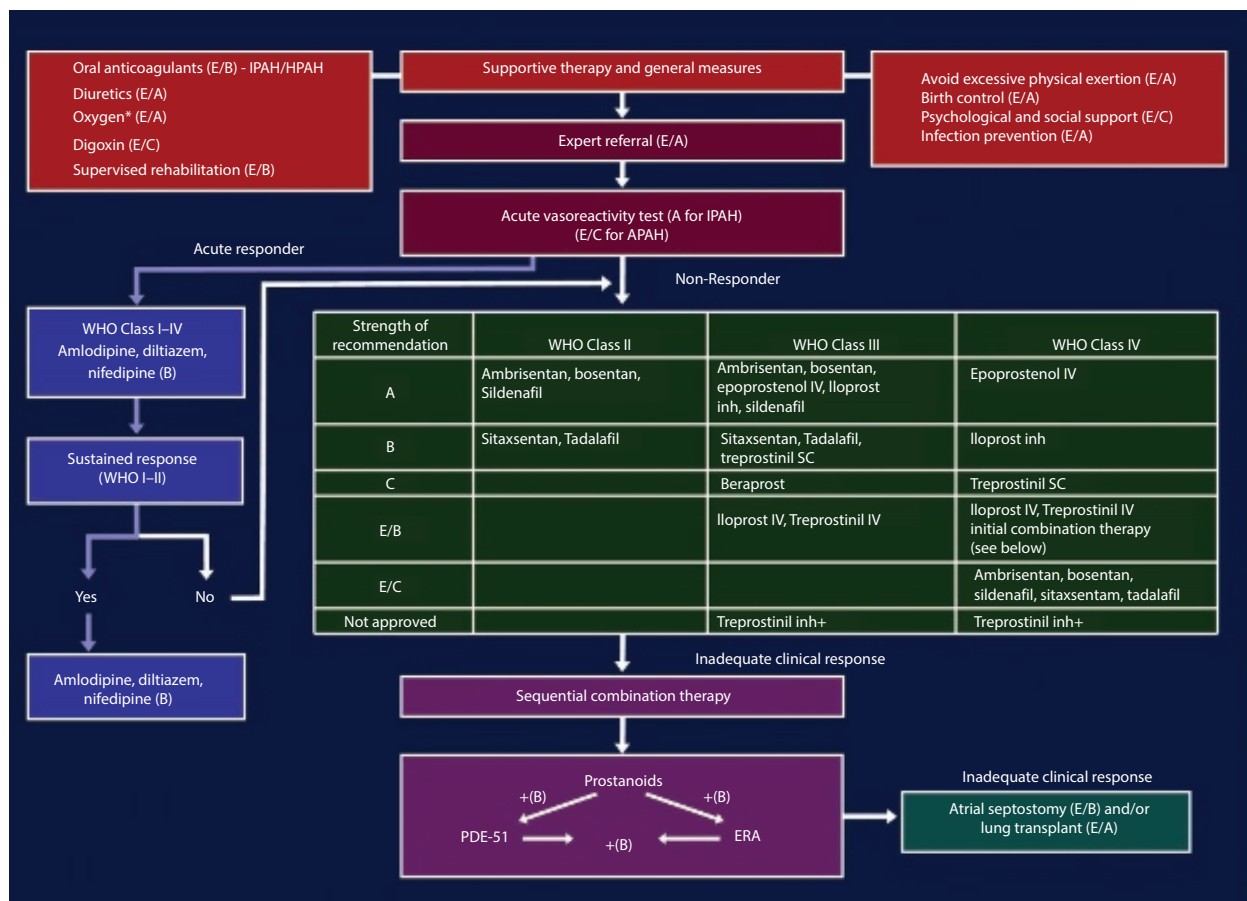 Oral anticoagulants (E/B) - IPAH/HPAH
Diuretics (E/A)
Oxygen* (E/A)
Digoxin (E/C)
Supervised rehabilitation (E/B)
Supportive therapy and general measures
Avoid excessive physical exertion (E/A)
Birth control (E/A)
Psychological and social support (E/C)
Infection prevention (E/A)
Expert referral (E/A)
Acute vasoreactivity test (A for IPAH)
(E/C for APAH)
Acute responder
Non-Responder
WHO Class I–IV
Amlodipine, diltiazem,
nifedipine (B)
Sustained response
(WHO I–II)
Yes
No
Amlodipine, diltiazem,
nifedipine (B)
Strength of
recommendation
WHO Class II
WHO Class III
WHO Class IV
A
Ambrisentan, bosentan,
Sildenafil
Ambrisentan, bosentan,
epoprostenol IV, Iloprost
inh, sildenafil
Epoprostenol IV
B
Sitaxsentan, Tadalafil
Sitaxsentan, Tadalafil,
treprostinil SC
Iloprost inh
C
Beraprost
Treprostinil SC
E/B
Iloprost IV, Treprostinil IV
Iloprost IV, Treprostinil IV
initial combination therapy
(see below)
E/C
Ambrisentan, bosentan,
sildenafil, sitaxsentam, tadalafil
Not approved
Treprostinil inh+
Treprostinil inh+
Inadequate clinical response
Sequential combination therapy
Prostanoids
+(B)
+(B)
PDE-51
+(B)
ERA
Inadequate clinical response
Atrial septostomy (E/B) and/or
lung transplant (E/A)